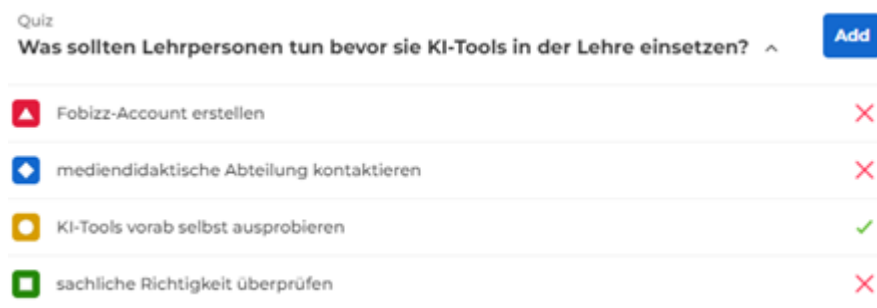 Quiz
Was sollten Lehrpersonen tun bevor sie KI-Tools in der Lehre einsetzen?
Add
Fobizz-Account erstellen
mediendidaktische Abteilung kontaktieren
KI-Tools vorab selbst ausprobieren
sachliche Richtigkeit überprüfen